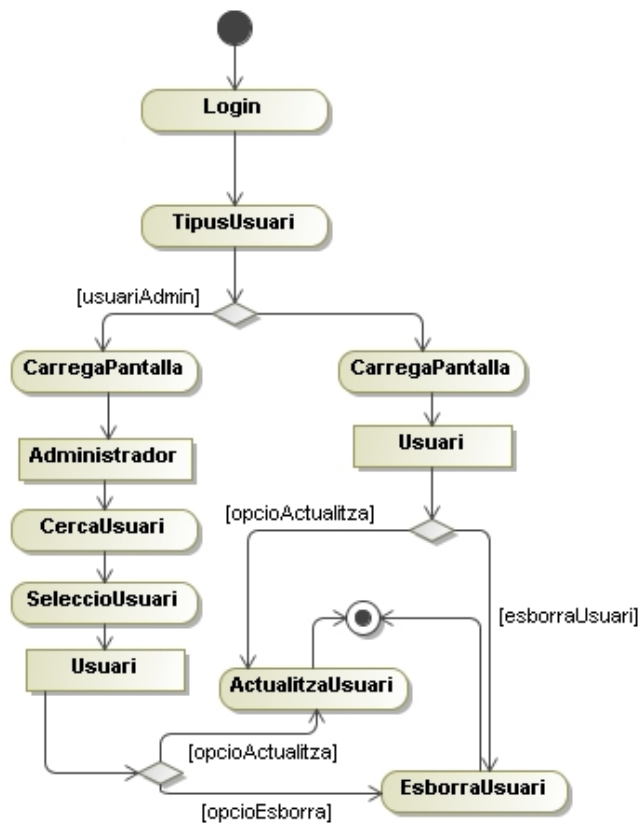 Login
TipusUsuari
[usuariAdmin]
CarregaPantalla
CarregaPantalla
Administrador
Usuari
CercaUsuari
[opcioActualitza]
SeleccioUsuari
[esborraUsuari]
Usuari
ActualitzaUsuari
[opcioActualitza]
EsborraUsuari
[opcioEsborra]